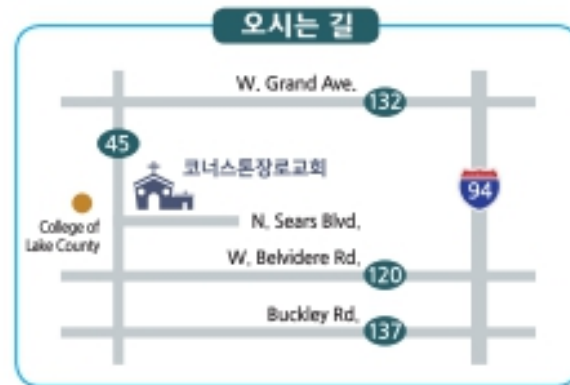 오시는 길
W. Grand Ave.
132
45
코너스톤장로교회
94
College of
Lake County
N. Sears Blvd.
W. Belvidere Rd.
120
Buckley Rd.
137